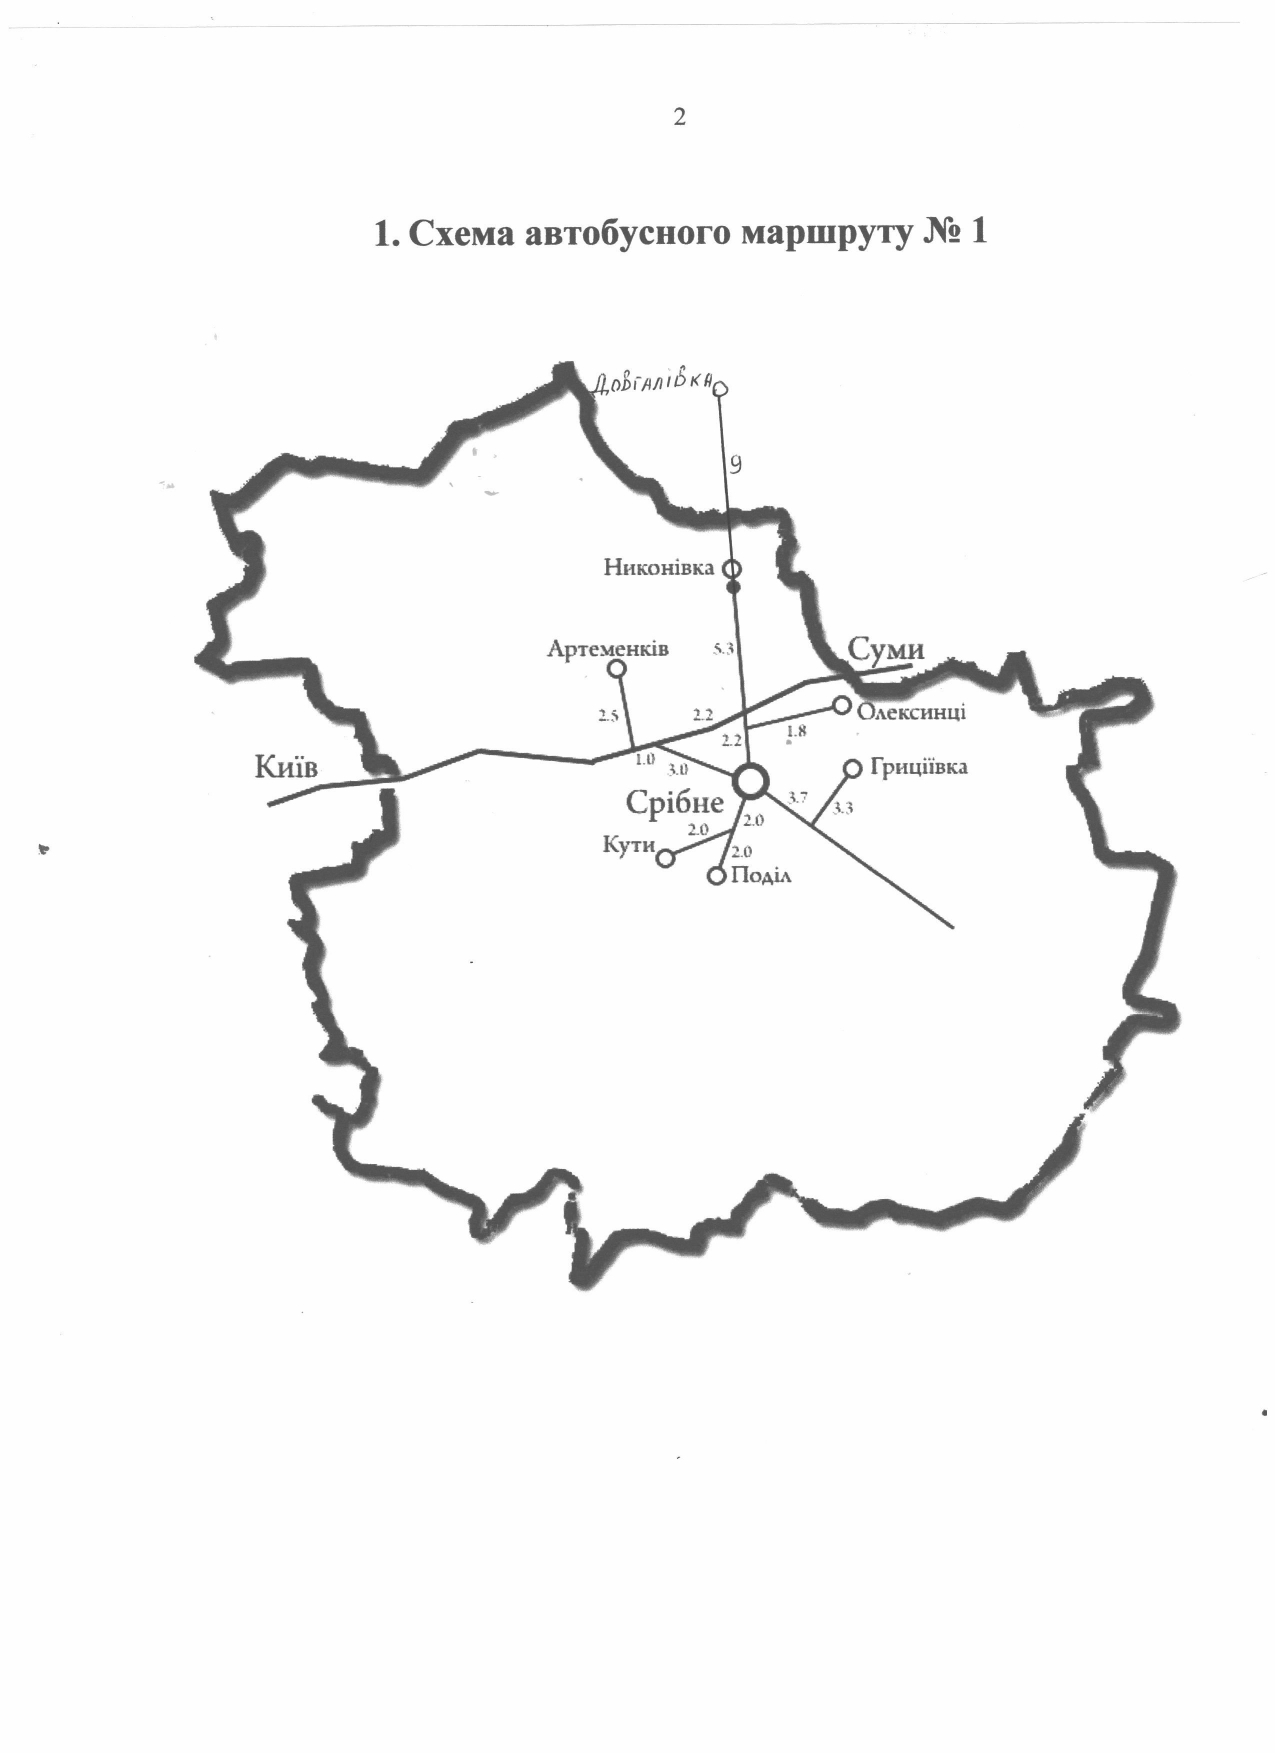 2
1. Схема автобусного маршруту № 1
Довгалівка
9
Никонівка
Артеменків
5.3
Суми
2.5
2.2
Олексинці
1.8
2.2
Київ
1.0
3.0
Гриціївка
Срібне
3.7
3.3
2.0
2.0
Кути
2.0
Поділ